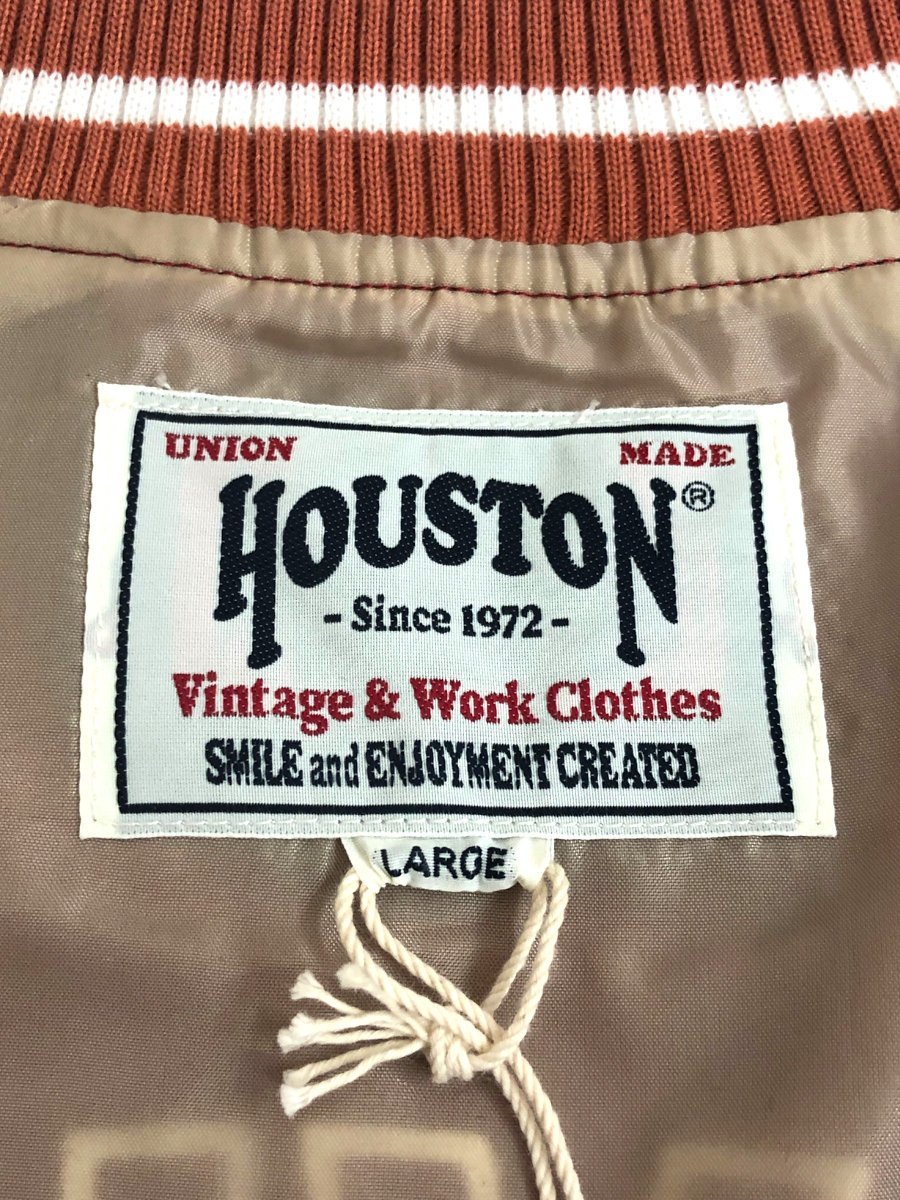 UNION MADE
HOUSTON®
- Since 1972 -
Vintage & Work Clothes
SMILE and ENJOYMENT CREATED
LARGE